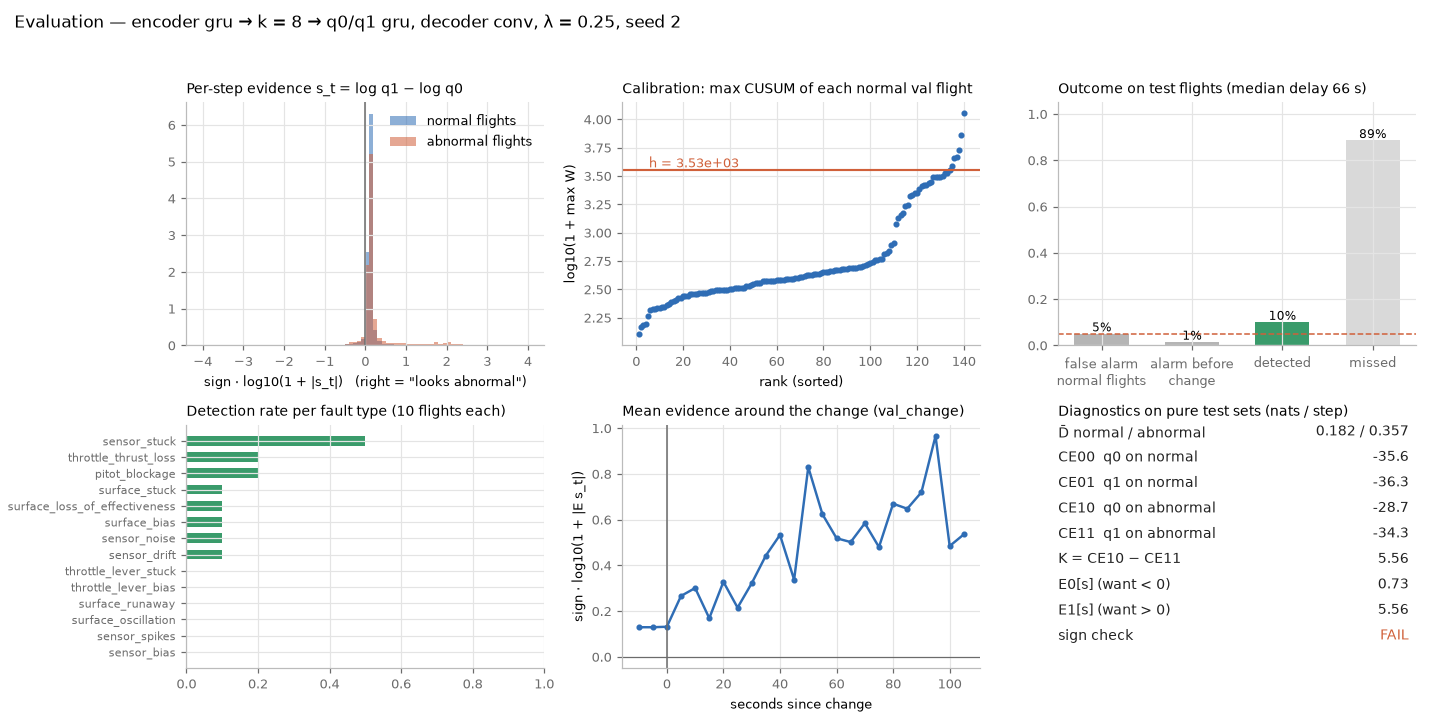 Evaluation — encoder gru → k = 8 → q0/q1 gru, decoder conv, λ = 0.25, seed 2
Per-step evidence s_t = log q1 − log q0
normal flights
abnormal flights
6
5
4
3
2
1
0
−4 −3 −2 −1 0 1 2 3 4
sign · log10(1 + |s_t|) (right = "looks abnormal")
Calibration: max CUSUM of each normal val flight
h = 3.53e+03
log10(1 + max W)
4.00
3.75
3.50
3.25
3.00
2.75
2.50
2.25
0 20 40 60 80 100 120 140
rank (sorted)
Outcome on test flights (median delay 66 s)
1.0
0.8
0.6
0.4
0.2
0.0
5%
1%
10%
89%
false alarm
normal flights
alarm before
change
detected
missed
Detection rate per fault type (10 flights each)
sensor_stuck
throttle_thrust_loss
pitot_blockage
surface_stuck
surface_loss_of_effectiveness
surface_bias
sensor_noise
sensor_drift
throttle_lever_stuck
throttle_lever_bias
surface_runaway
surface_oscillation
sensor_spikes
sensor_bias
0.0 0.2 0.4 0.6 0.8 1.0
Mean evidence around the change (val_change)
sign · log10(1 + |E s_t|)
1.0
0.8
0.6
0.4
0.2
0.0
0 20 40 60 80 100
seconds since change
Diagnostics on pure test sets (nats / step)
D̄ normal / abnormal 0.182 / 0.357
CE00 q0 on normal -35.6
CE01 q1 on normal -36.3
CE10 q0 on abnormal -28.7
CE11 q1 on abnormal -34.3
K = CE10 − CE11 5.56
E0[s] (want < 0) 0.73
E1[s] (want > 0) 5.56
sign check FAIL